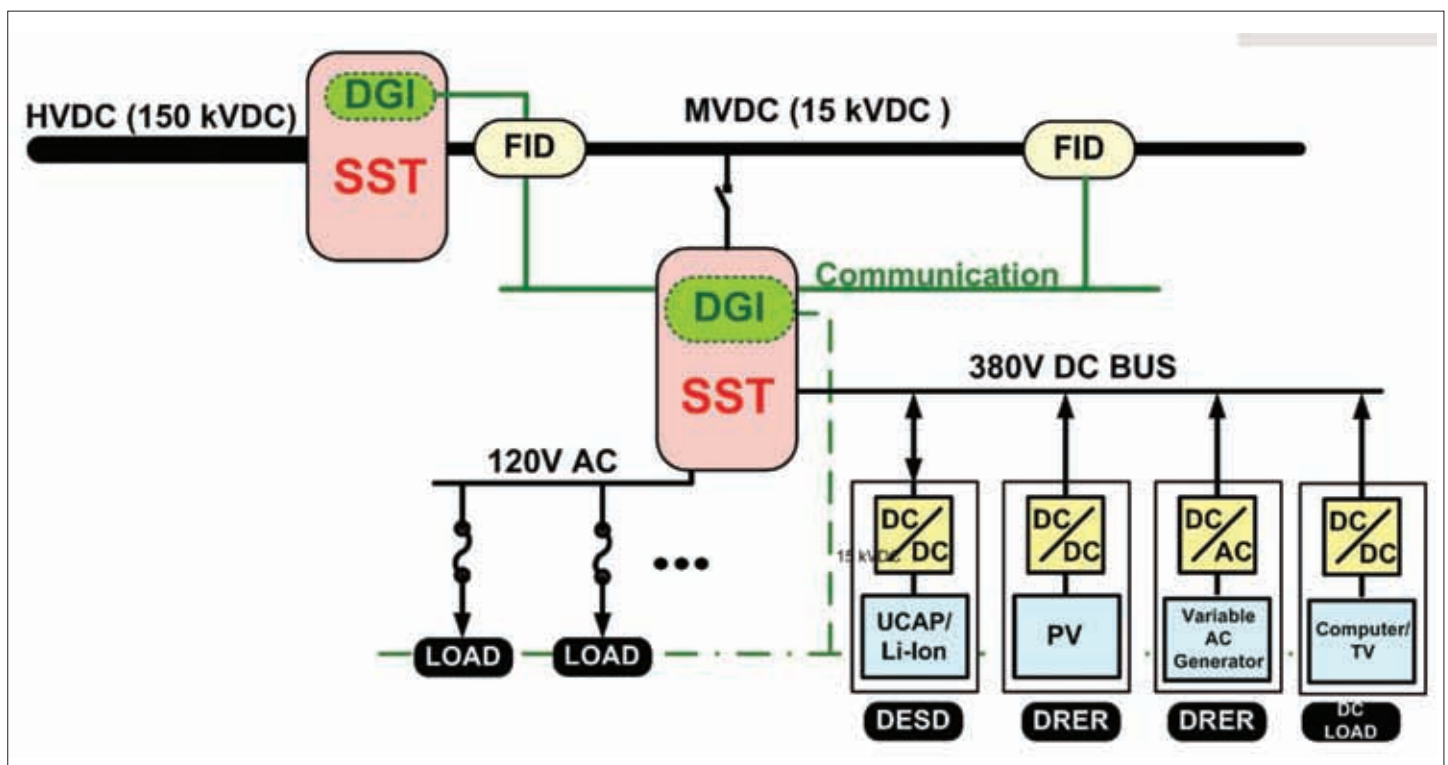 HVDC (150 kVDC)
DGI
SST
FID
MVDC (15 kVDC )
FID
Communication
DGI
SST
380V DC BUS
120V AC
LOAD
LOAD
15 kVDC
DC/
DC
UCAP/
Li-Ion
DESD
DC/
DC
PV
DRER
DC/
AC
Variable
AC
Generator
DRER
DC/
DC
Computer/
TV
DC
LOAD